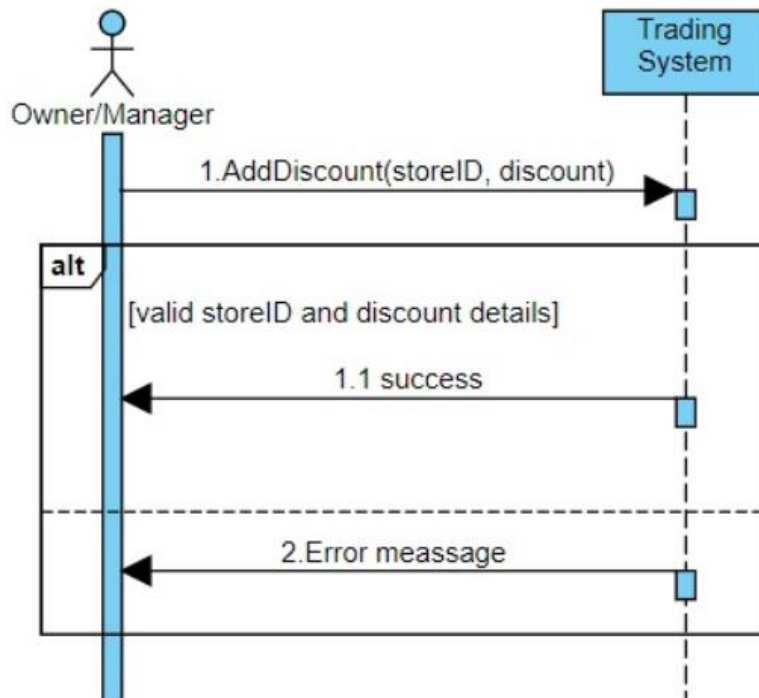 Trading
System
Owner/Manager
1.AddDiscount(storeID, discount)
alt
[valid storeID and discount details]
1.1 success
2.Error meassage